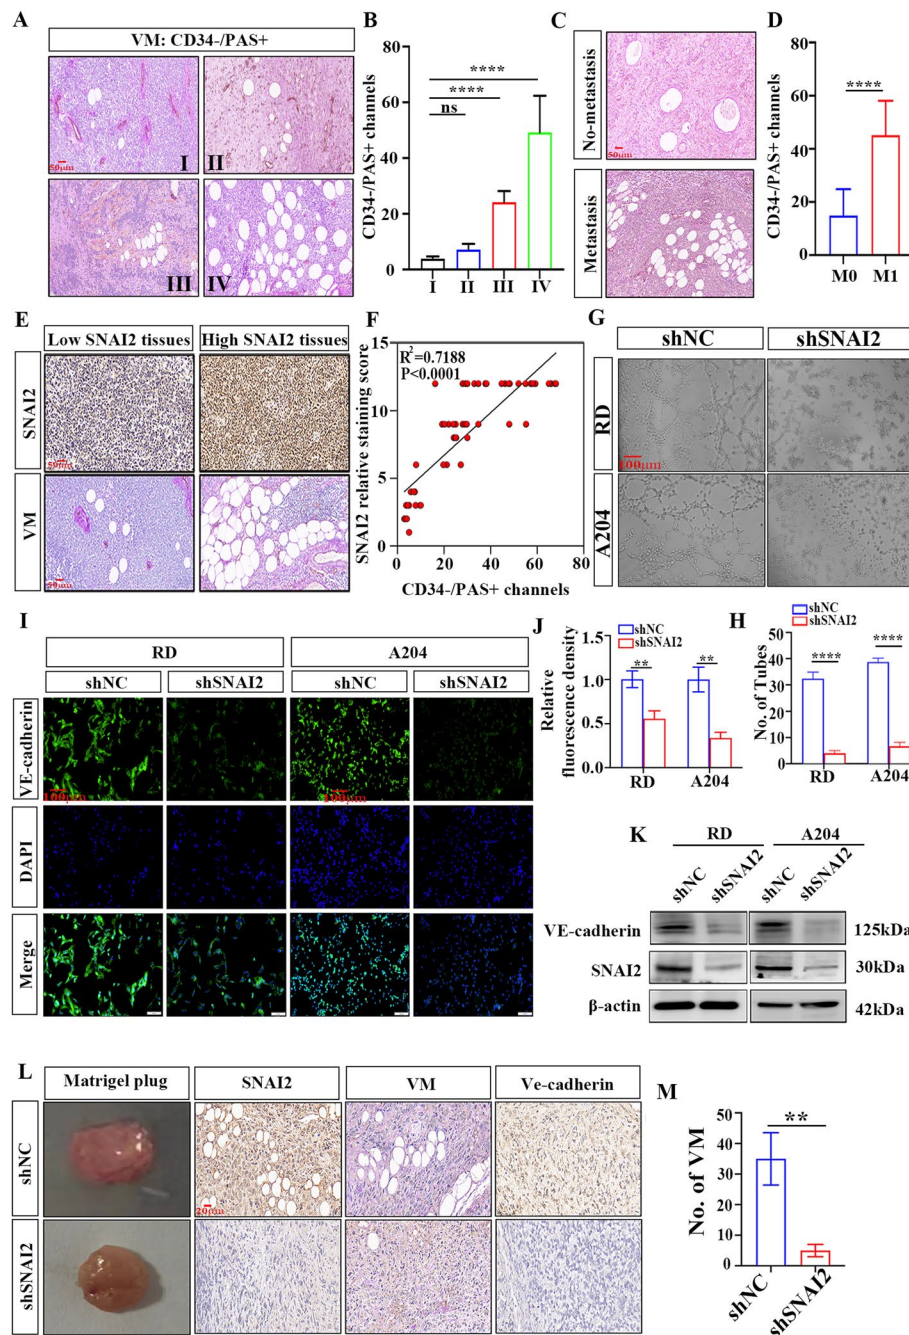 A
VM: CD34-/PAS+
I
II
50μm
50μm
III
IV
B
CD34-/PAS+ channels
80
60
40
20
0
ns
****
****
I II III IV
C
No-metastasis
Metastasis
D
CD34-/PAS+ channels
80
60
40
20
0
****
M0 M1
E
Low SNAI2 tissues
High SNAI2 tissues
SNAI2
VM
50μm
50μm
F
R²=0.7188
P<0.0001
SNAI2 relative staining score
15
10
5
0
0 20 40 60 80
CD34-/PAS+ channels
G
shNC
shSNAI2
RD
A204
100μm
I
RD
A204
shNC
shSNAI2
shNC
shSNAI2
VE-cadherin
DAPI
Merge
100μm
100μm
J
shNC
shSNAI2
Relative
fluorescence density
1.5
1.0
0.5
0.0
**
**
RD A204
H
shNC
shSNAI2
No. of Tubes
50
40
30
20
10
0
****
****
RD A204
K
RD
A204
shNC
shSNAI2
shNC
shSNAI2
VE-cadherin
125kDa
SNAI2
30kDa
β-actin
42kDa
L
Matrigel plug
SNAI2
VM
Ve-cadherin
shNC
shSNAI2
20μm
M
No. of VM
50
40
30
20
10
0
**
shNC
shSNAI2